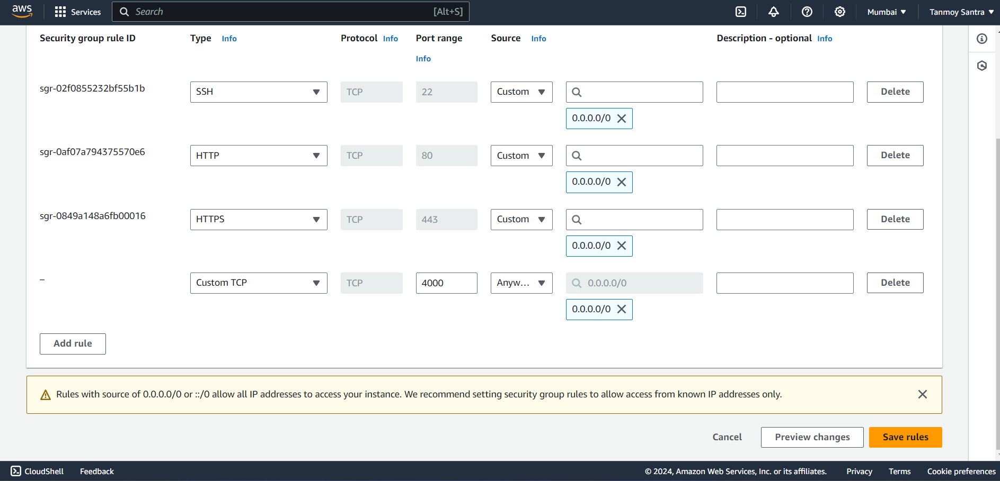 aws Services Search [Alt+S] Mumbai Tanmoy Santra
Security group rule ID Type Info Protocol Info Port range Source Info Description - optional Info
Info
sgr-02f0855232bf55b1b SSH TCP 22 Custom Delete
0.0.0.0/0
sgr-0af07a794375570e6 HTTP TCP 80 Custom Delete
0.0.0.0/0
sgr-0849a148a6fb00016 HTTPS TCP 443 Custom Delete
0.0.0.0/0
– Custom TCP TCP 4000 Anyw... 0.0.0.0/0 Delete
0.0.0.0/0
Add rule
Rules with source of 0.0.0.0/0 or ::/0 allow all IP addresses to access your instance. We recommend setting security group rules to allow access from known IP addresses only.
Cancel Preview changes Save rules
CloudShell Feedback © 2024, Amazon Web Services, Inc. or its affiliates. Privacy Terms Cookie preferences